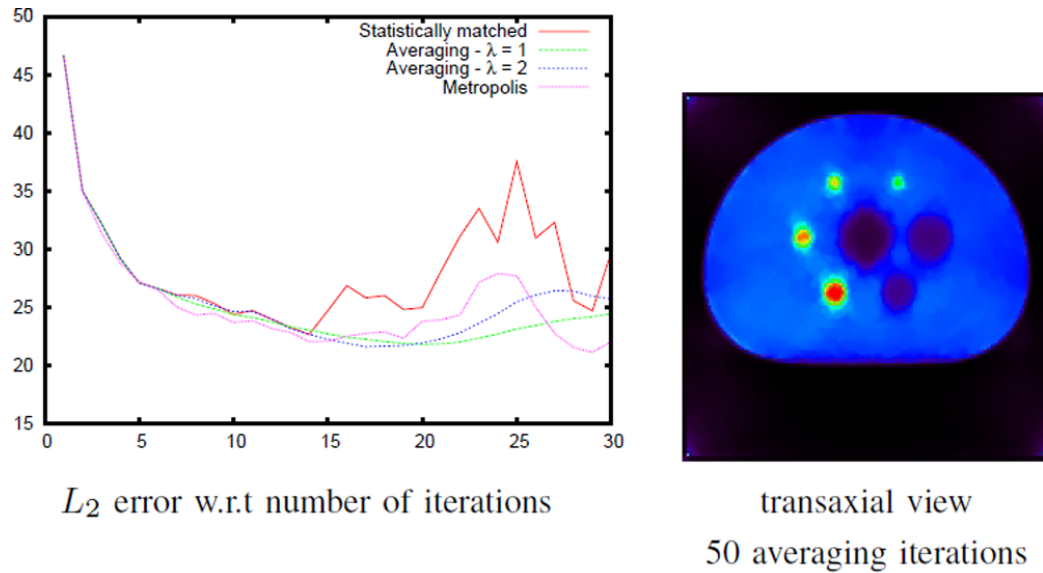 50
45
40
35
30
25
20
15
0
5
10
15
20
25
30
Statistically matched
Averaging - λ = 1
Averaging - λ = 2
Metropolis
L₂ error w.r.t number of iterations
transaxial view
50 averaging iterations